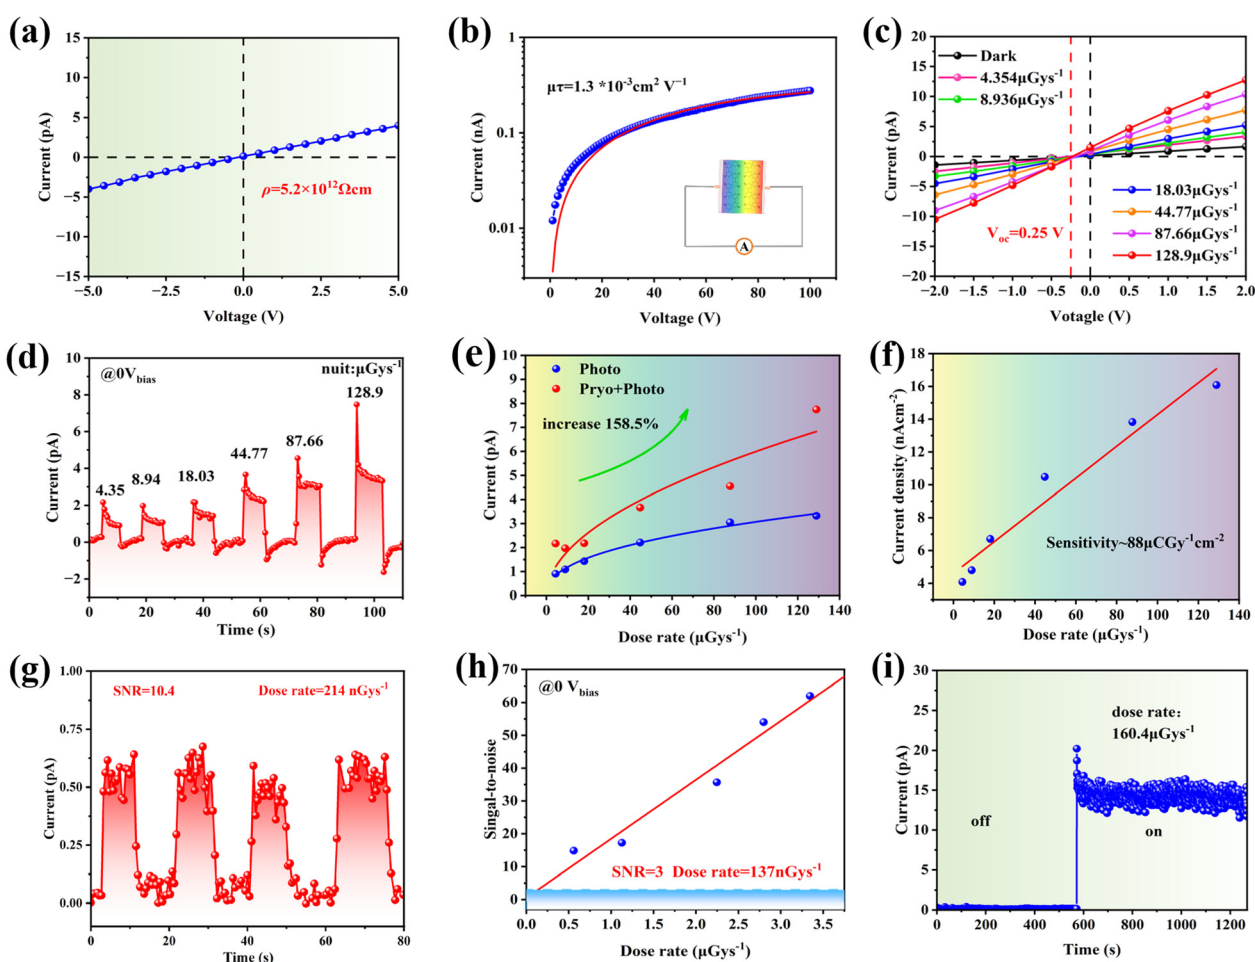 (a)
15
10
5
0
−5
−10
−15
Current (pA)
ρ=5.2×10¹²Ωcm
−5.0
−2.5
0.0
2.5
5.0
Voltage (V)
(b)
1
0.1
0.01
Current (nA)
μτ=1.3 *10⁻³cm² V⁻¹
A
0
20
40
60
80
100
Voltage (V)
(c)
20
15
10
5
0
−5
−10
−15
−20
Current (pA)
Dark
4.354μGys⁻¹
8.936μGys⁻¹
18.03μGys⁻¹
44.77μGys⁻¹
87.66μGys⁻¹
128.9μGys⁻¹
Voc=0.25 V
−2.0
−1.5
−1.0
−0.5
0.0
0.5
1.0
1.5
2.0
Votagle (V)
(d)
10
8
6
4
2
0
−2
Current (pA)
@0Vbias
nuit:μGys⁻¹
4.35
8.94
18.03
44.77
87.66
128.9
0
20
40
60
80
100
Time (s)
(e)
10
9
8
7
6
5
4
3
2
1
0
Current (pA)
Photo
Pryo+Photo
increase 158.5%
0
20
40
60
80
100
120
140
Dose rate (μGys⁻¹)
(f)
18
16
14
12
10
8
6
4
Current density (nAcm⁻²)
Sensitivity~88μCGy⁻¹cm⁻²
0
20
40
60
80
100
120
140
Dose rate (μGys⁻¹)
(g)
1.00
0.75
0.50
0.25
0.00
Current (pA)
SNR=10.4
Dose rate=214 nGys⁻¹
0
20
40
60
80
Time (s)
(h)
70
60
50
40
30
20
10
0
Singal-to-noise
@0 Vbias
SNR=3 Dose rate=137nGys⁻¹
0.0
0.5
1.0
1.5
2.0
2.5
3.0
3.5
Dose rate (μGys⁻¹)
(i)
30
25
20
15
10
5
0
Current (pA)
dose rate：
160.4μGys⁻¹
off
on
0
200
400
600
800
1000
1200
Time (s)